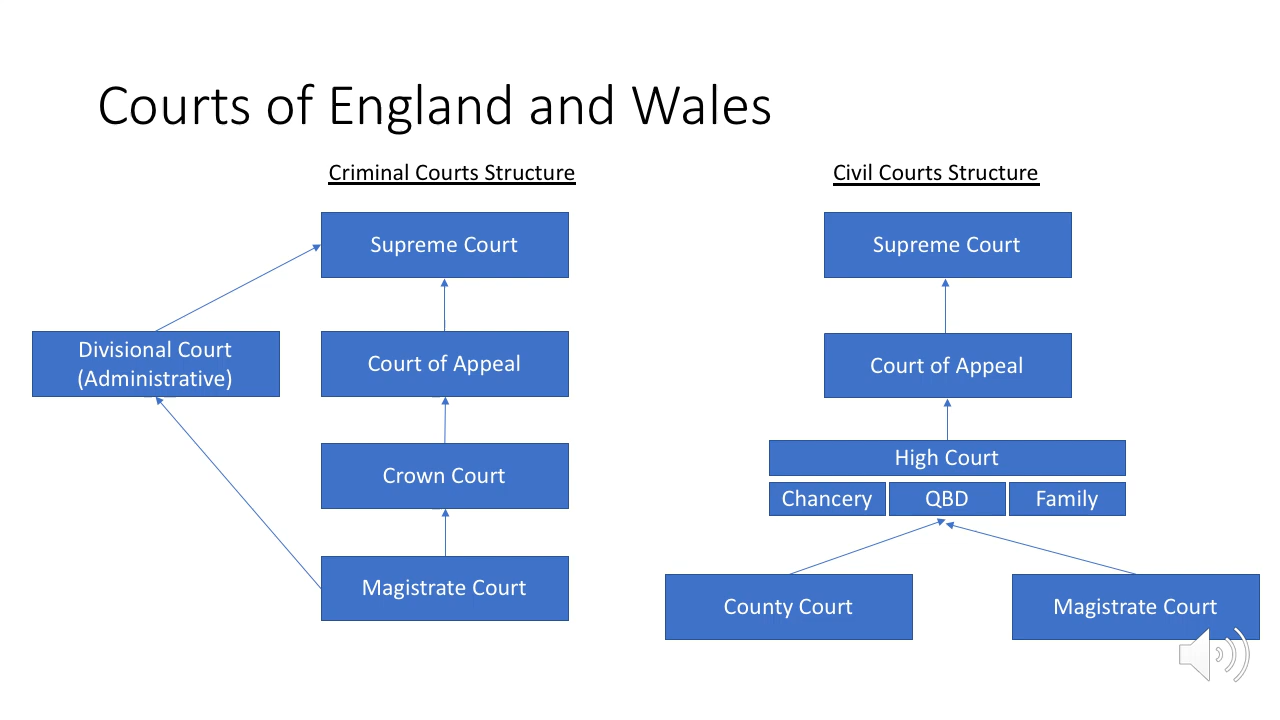 Courts of England and Wales
Criminal Courts Structure
Supreme Court
Divisional Court
(Administrative)
Court of Appeal
Crown Court
Magistrate Court
Civil Courts Structure
Supreme Court
Court of Appeal
High Court
Chancery
QBD
Family
County Court
Magistrate Court